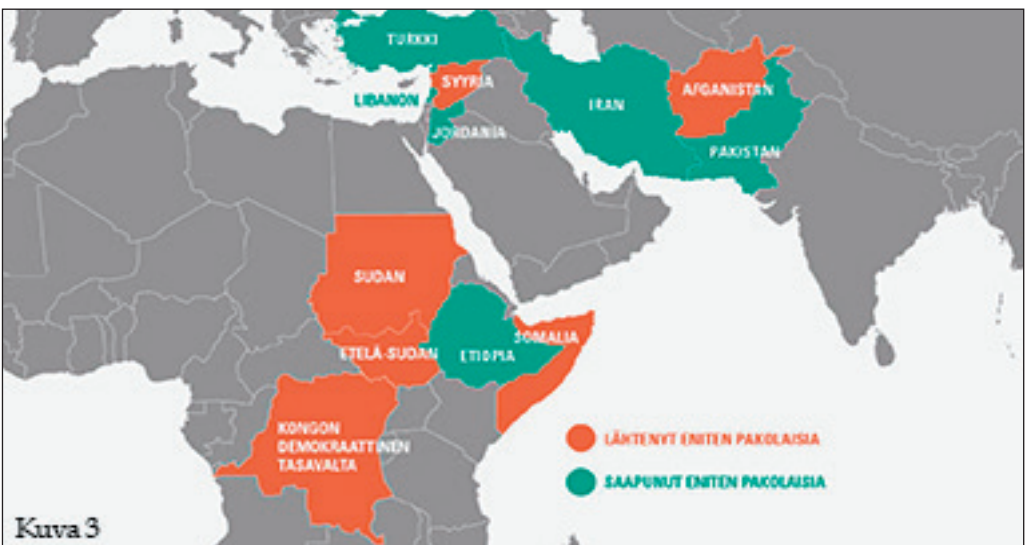 TURKKI
SYYRIA
LIBANON
JORDANIA
IRAN
AFGANISTAN
PAKISTAN
SUDAN
ETELÄ-SUDAN
ETIOPIA
SOMALIA
KONGON
DEMOKRAATTINEN
TASAVALTA
LÄHTENYT ENITEN PAKOLAISIA
SAAPUNUT ENITEN PAKOLAISIA
Kuva 3